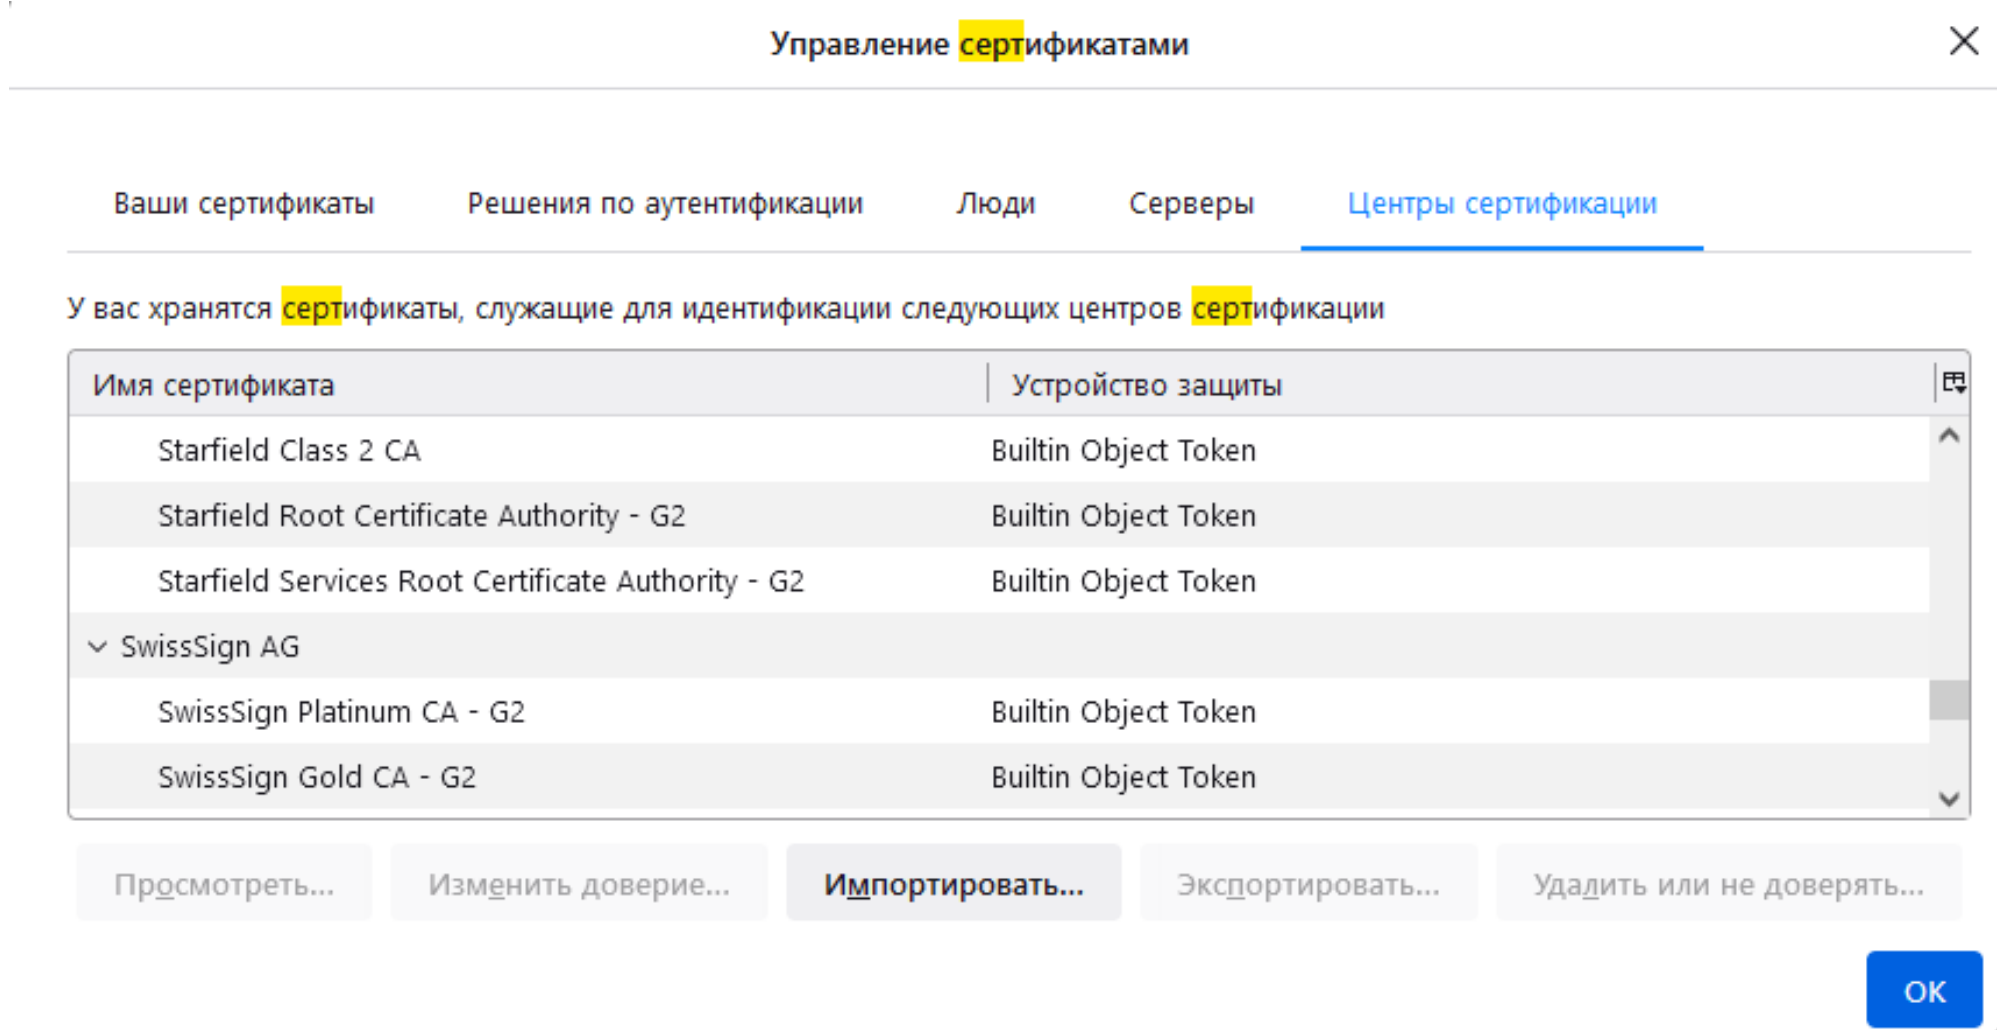 Управление сертификатами
Ваши сертификаты Решения по аутентификации Люди Серверы Центры сертификации
У вас хранятся сертификаты, служащие для идентификации следующих центров сертификации
Имя сертификата Устройство защиты
Starfield Class 2 CA Builtin Object Token
Starfield Root Certificate Authority - G2 Builtin Object Token
Starfield Services Root Certificate Authority - G2 Builtin Object Token
SwissSign AG
SwissSign Platinum CA - G2 Builtin Object Token
SwissSign Gold CA - G2 Builtin Object Token
Просмотреть... Изменить доверие... Импортировать... Экспортировать... Удалить или не доверять...
OK